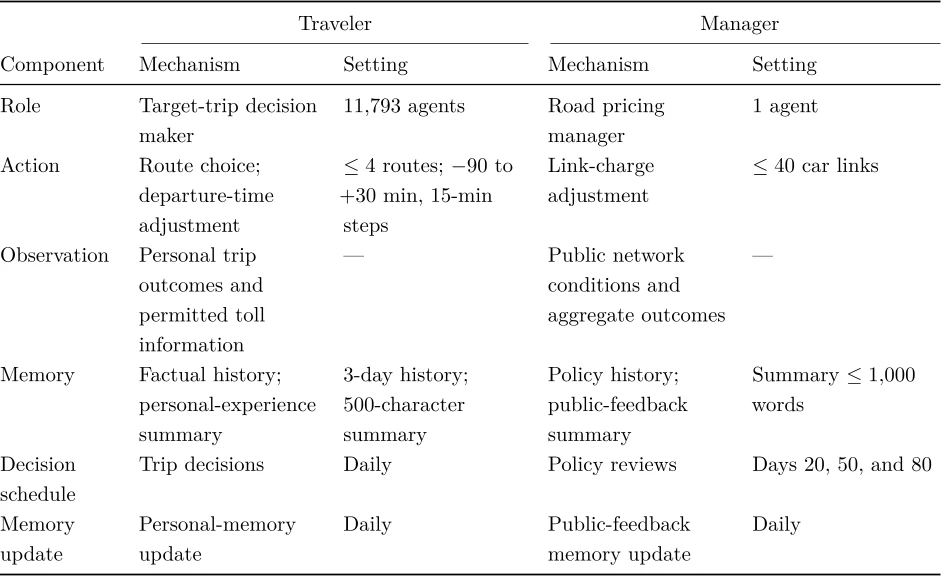 Traveler Manager
Component Mechanism Setting Mechanism Setting
Role Target-trip decision 11,793 agents Road pricing 1 agent
maker manager
Action Route choice; ≤ 4 routes; −90 to Link-charge ≤ 40 car links
departure-time +30 min, 15-min adjustment
adjustment steps
Observation Personal trip — Public network —
outcomes and conditions and
permitted toll aggregate outcomes
information
Memory Factual history; 3-day history; Policy history; Summary ≤ 1,000
personal-experience 500-character public-feedback words
summary summary summary
Decision Trip decisions Daily Policy reviews Days 20, 50, and 80
schedule
Memory Personal-memory Daily Public-feedback Daily
update update memory update